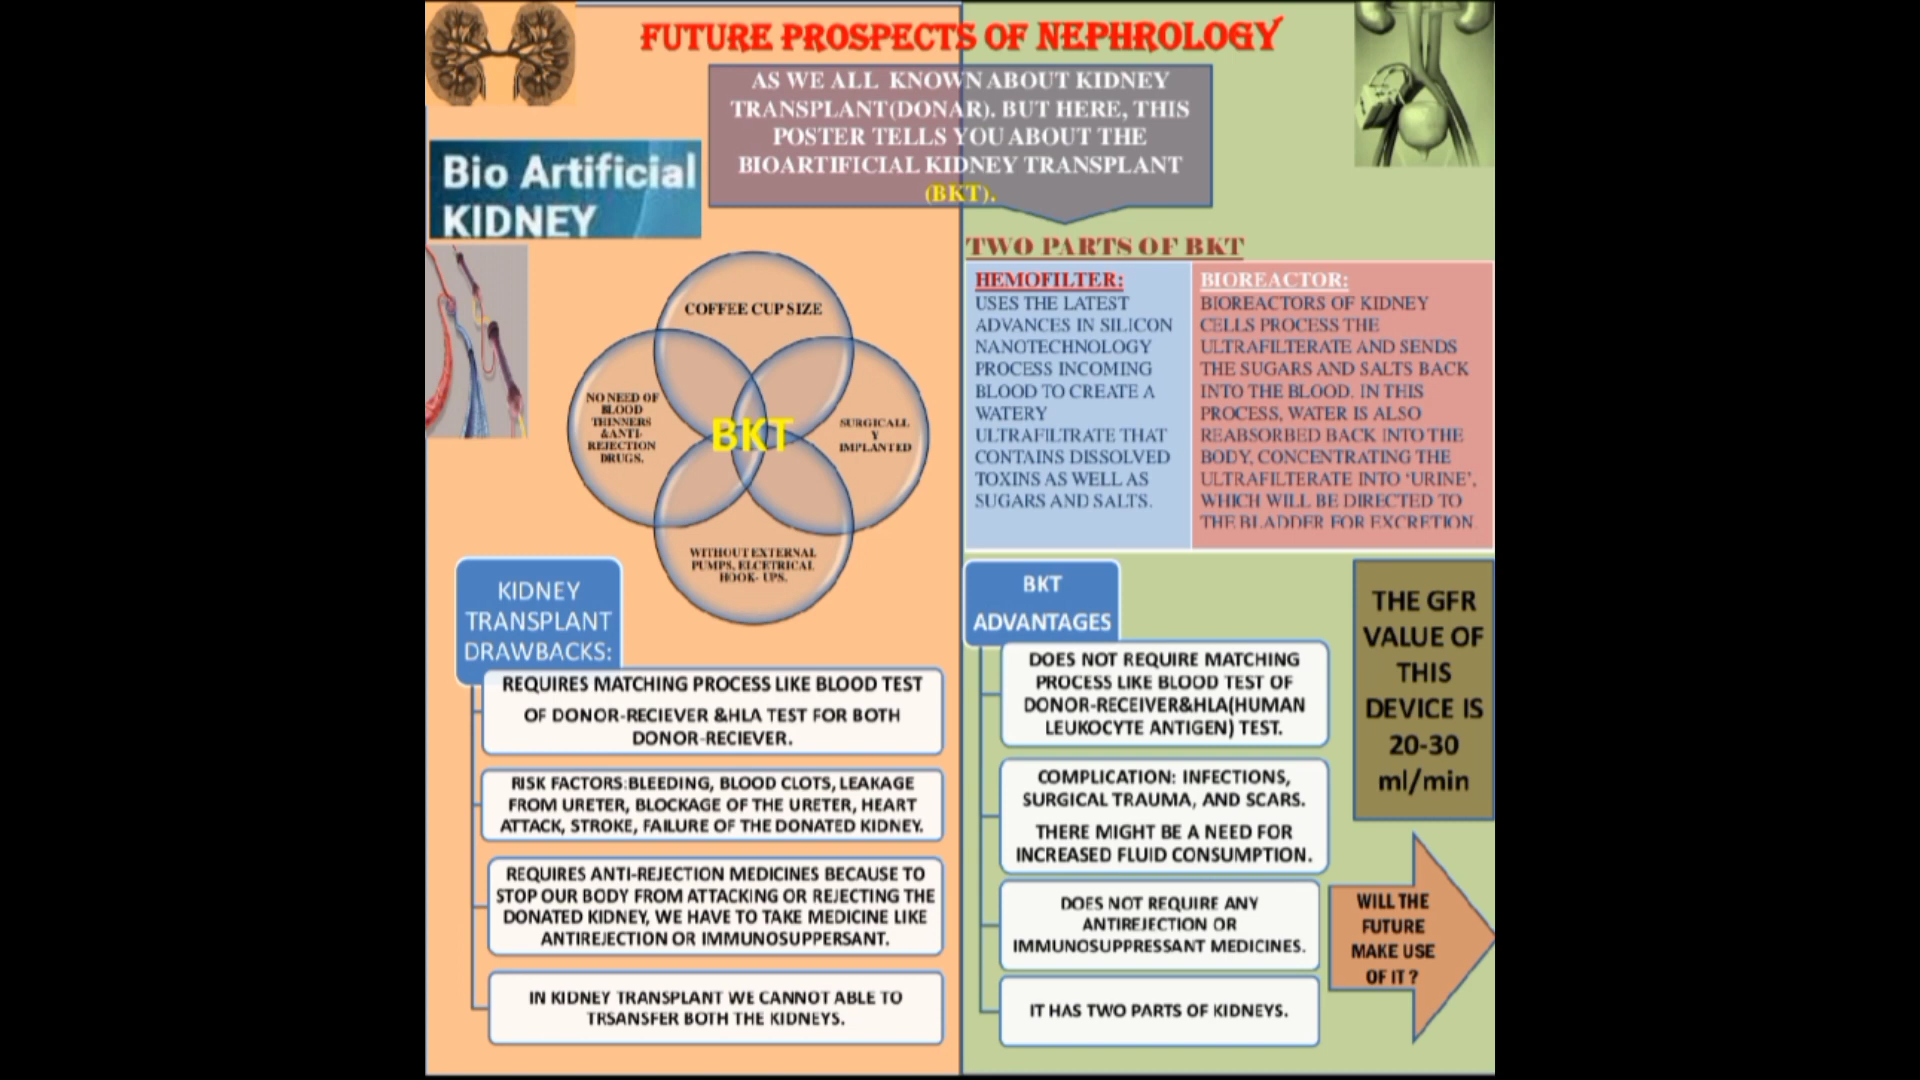 FUTURE PROSPECTS OF NEPHROLOGY
AS WE ALL KNOWN ABOUT KIDNEY
TRANSPLANT(DONAR). BUT HERE, THIS
POSTER TELLS YOU ABOUT THE
BIOARTIFICIAL KIDNEY TRANSPLANT
(BKT).
Bio Artificial
KIDNEY
COFFEE CUP SIZE
NO NEED OF
BLOOD
THINNERS
&ANTI-
REJECTION
DRUGS.
BKT
SURGICALL
Y
IMPLANTED
WITHOUT EXTERNAL
PUMPS, ELCETRICAL
HOOK- UPS.
TWO PARTS OF BKT
HEMOFILTER:
USES THE LATEST
ADVANCES IN SILICON
NANOTECHNOLOGY
PROCESS INCOMING
BLOOD TO CREATE A
WATERY
ULTRAFILTRATE THAT
CONTAINS DISSOLVED
TOXINS AS WELL AS
SUGARS AND SALTS.
BIOREACTOR:
BIOREACTORS OF KIDNEY
CELLS PROCESS THE
ULTRAFILTERATE AND SENDS
THE SUGARS AND SALTS BACK
INTO THE BLOOD. IN THIS
PROCESS, WATER IS ALSO
REABSORBED BACK INTO THE
BODY, CONCENTRATING THE
ULTRAFILTERATE INTO 'URINE',
WHICH WILL BE DIRECTED TO
THE BLADDER FOR EXCRETION.
KIDNEY
TRANSPLANT
DRAWBACKS:
REQUIRES MATCHING PROCESS LIKE BLOOD TEST
OF DONOR-RECIEVER &HLA TEST FOR BOTH
DONOR-RECIEVER.
RISK FACTORS:BLEEDING, BLOOD CLOTS, LEAKAGE
FROM URETER, BLOCKAGE OF THE URETER, HEART
ATTACK, STROKE, FAILURE OF THE DONATED KIDNEY.
REQUIRES ANTI-REJECTION MEDICINES BECAUSE TO
STOP OUR BODY FROM ATTACKING OR REJECTING THE
DONATED KIDNEY, WE HAVE TO TAKE MEDICINE LIKE
ANTIREJECTION OR IMMUNOSUPPERSANT.
IN KIDNEY TRANSPLANT WE CANNOT ABLE TO
TRSANSFER BOTH THE KIDNEYS.
BKT
ADVANTAGES
DOES NOT REQUIRE MATCHING
PROCESS LIKE BLOOD TEST OF
DONOR-RECEIVER&HLA(HUMAN
LEUKOCYTE ANTIGEN) TEST.
COMPLICATION: INFECTIONS,
SURGICAL TRAUMA, AND SCARS.
THERE MIGHT BE A NEED FOR
INCREASED FLUID CONSUMPTION.
DOES NOT REQUIRE ANY
ANTIREJECTION OR
IMMUNOSUPPRESSANT MEDICINES.
IT HAS TWO PARTS OF KIDNEYS.
THE GFR
VALUE OF
THIS
DEVICE IS
20-30
ml/min
WILL THE
FUTURE
MAKE USE
OF IT ?